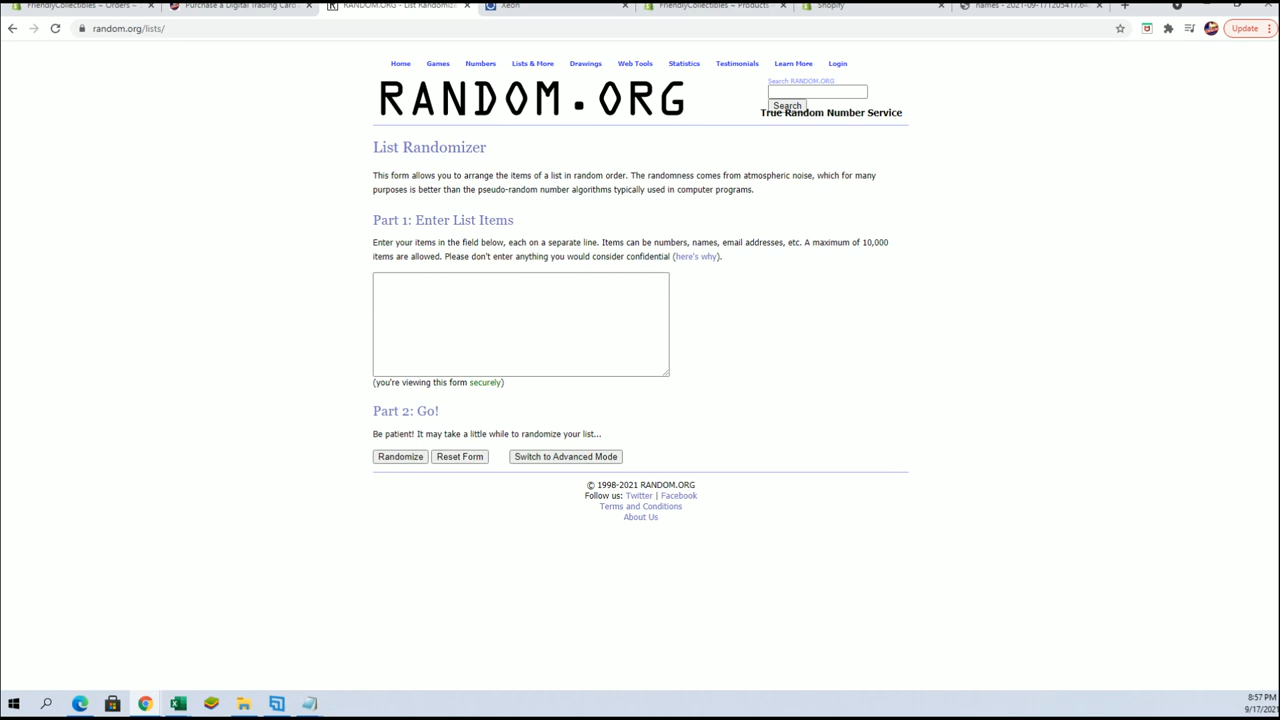 FriendlyCollectibles ~ Orders ~
Purchase a Digital Trading Card
RANDOM.ORG - List Randomizer
Xeon
FriendlyCollectibles ~ Products ~
Shopify
random.org/lists/
Update
Home Games Numbers Lists & More Drawings Web Tools Statistics Testimonials Learn More Login
RANDOM.ORG
Search RANDOM.ORG
Search
True Random Number Service
List Randomizer
This form allows you to arrange the items of a list in random order. The randomness comes from atmospheric noise, which for many
purposes is better than the pseudo-random number algorithms typically used in computer programs.
Part 1: Enter List Items
Enter your items in the field below, each on a separate line. Items can be numbers, names, email addresses, etc. A maximum of 10,000
items are allowed. Please don't enter anything you would consider confidential (here's why).
(you're viewing this form securely)
Part 2: Go!
Be patient! It may take a little while to randomize your list...
Randomize Reset Form Switch to Advanced Mode
© 1998-2021 RANDOM.ORG
Follow us: Twitter | Facebook
Terms and Conditions
About Us
8:57 PM
9/17/2021